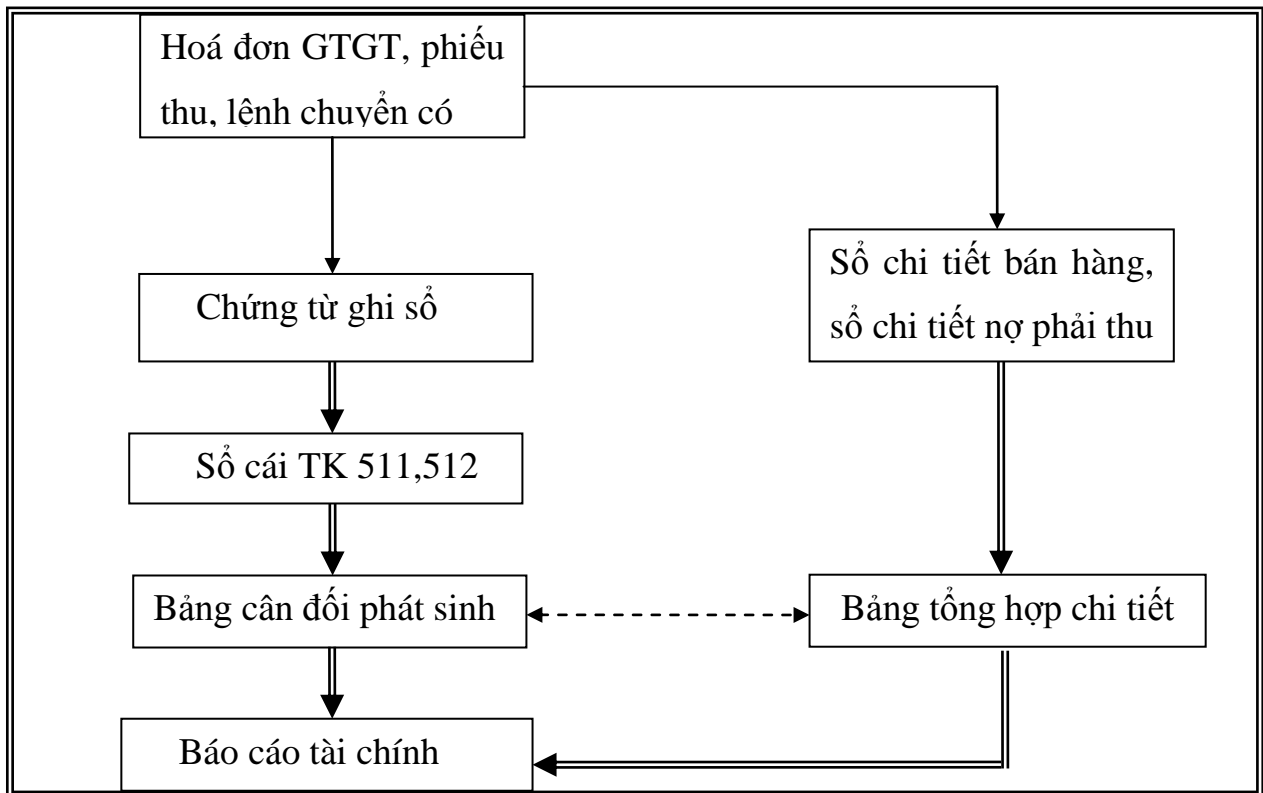 Hoá đơn GTGT, phiếu
thu, lệnh chuyển có
Sổ chi tiết bán hàng,
sổ chi tiết nợ phải thu
Chứng từ ghi sổ
Sổ cái TK 511,512
Bảng cân đối phát sinh
Bảng tổng hợp chi tiết
Báo cáo tài chính